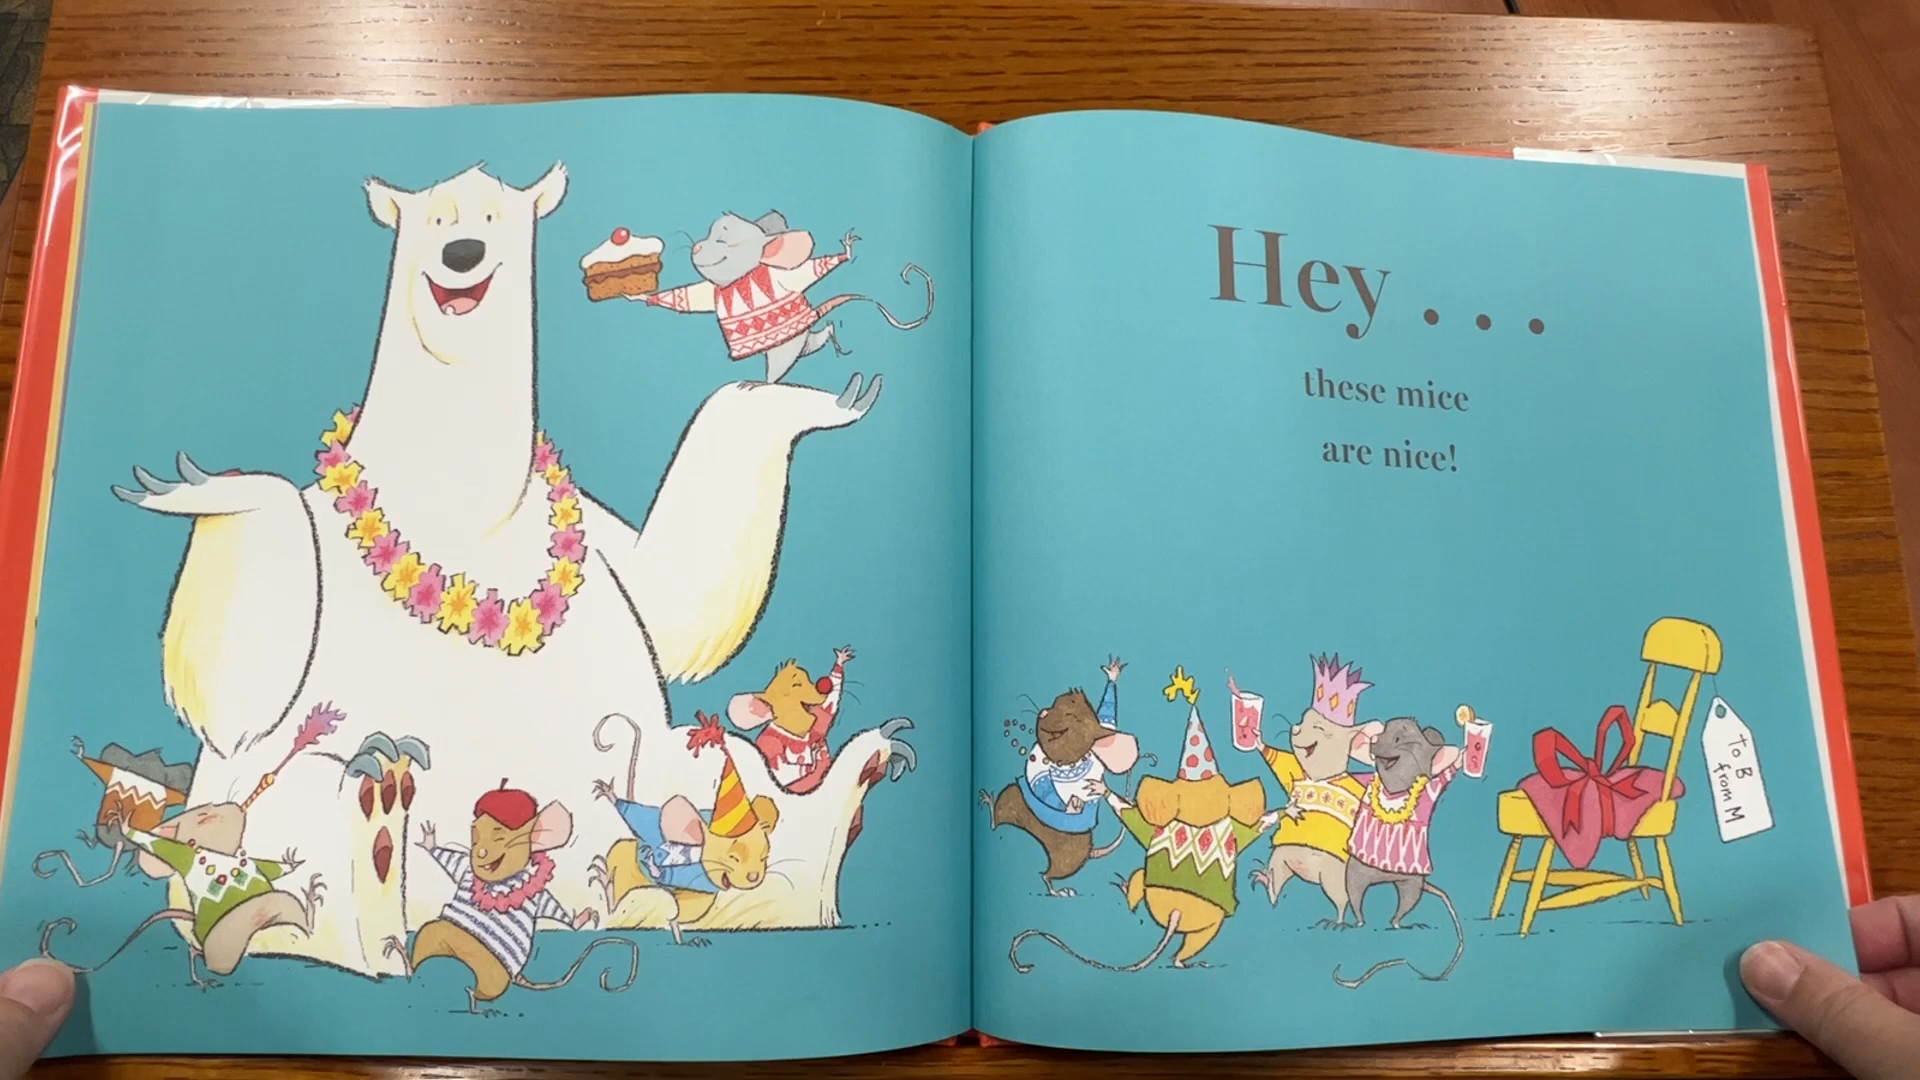 Hey . . .
these mice
are nice!
to B
from M